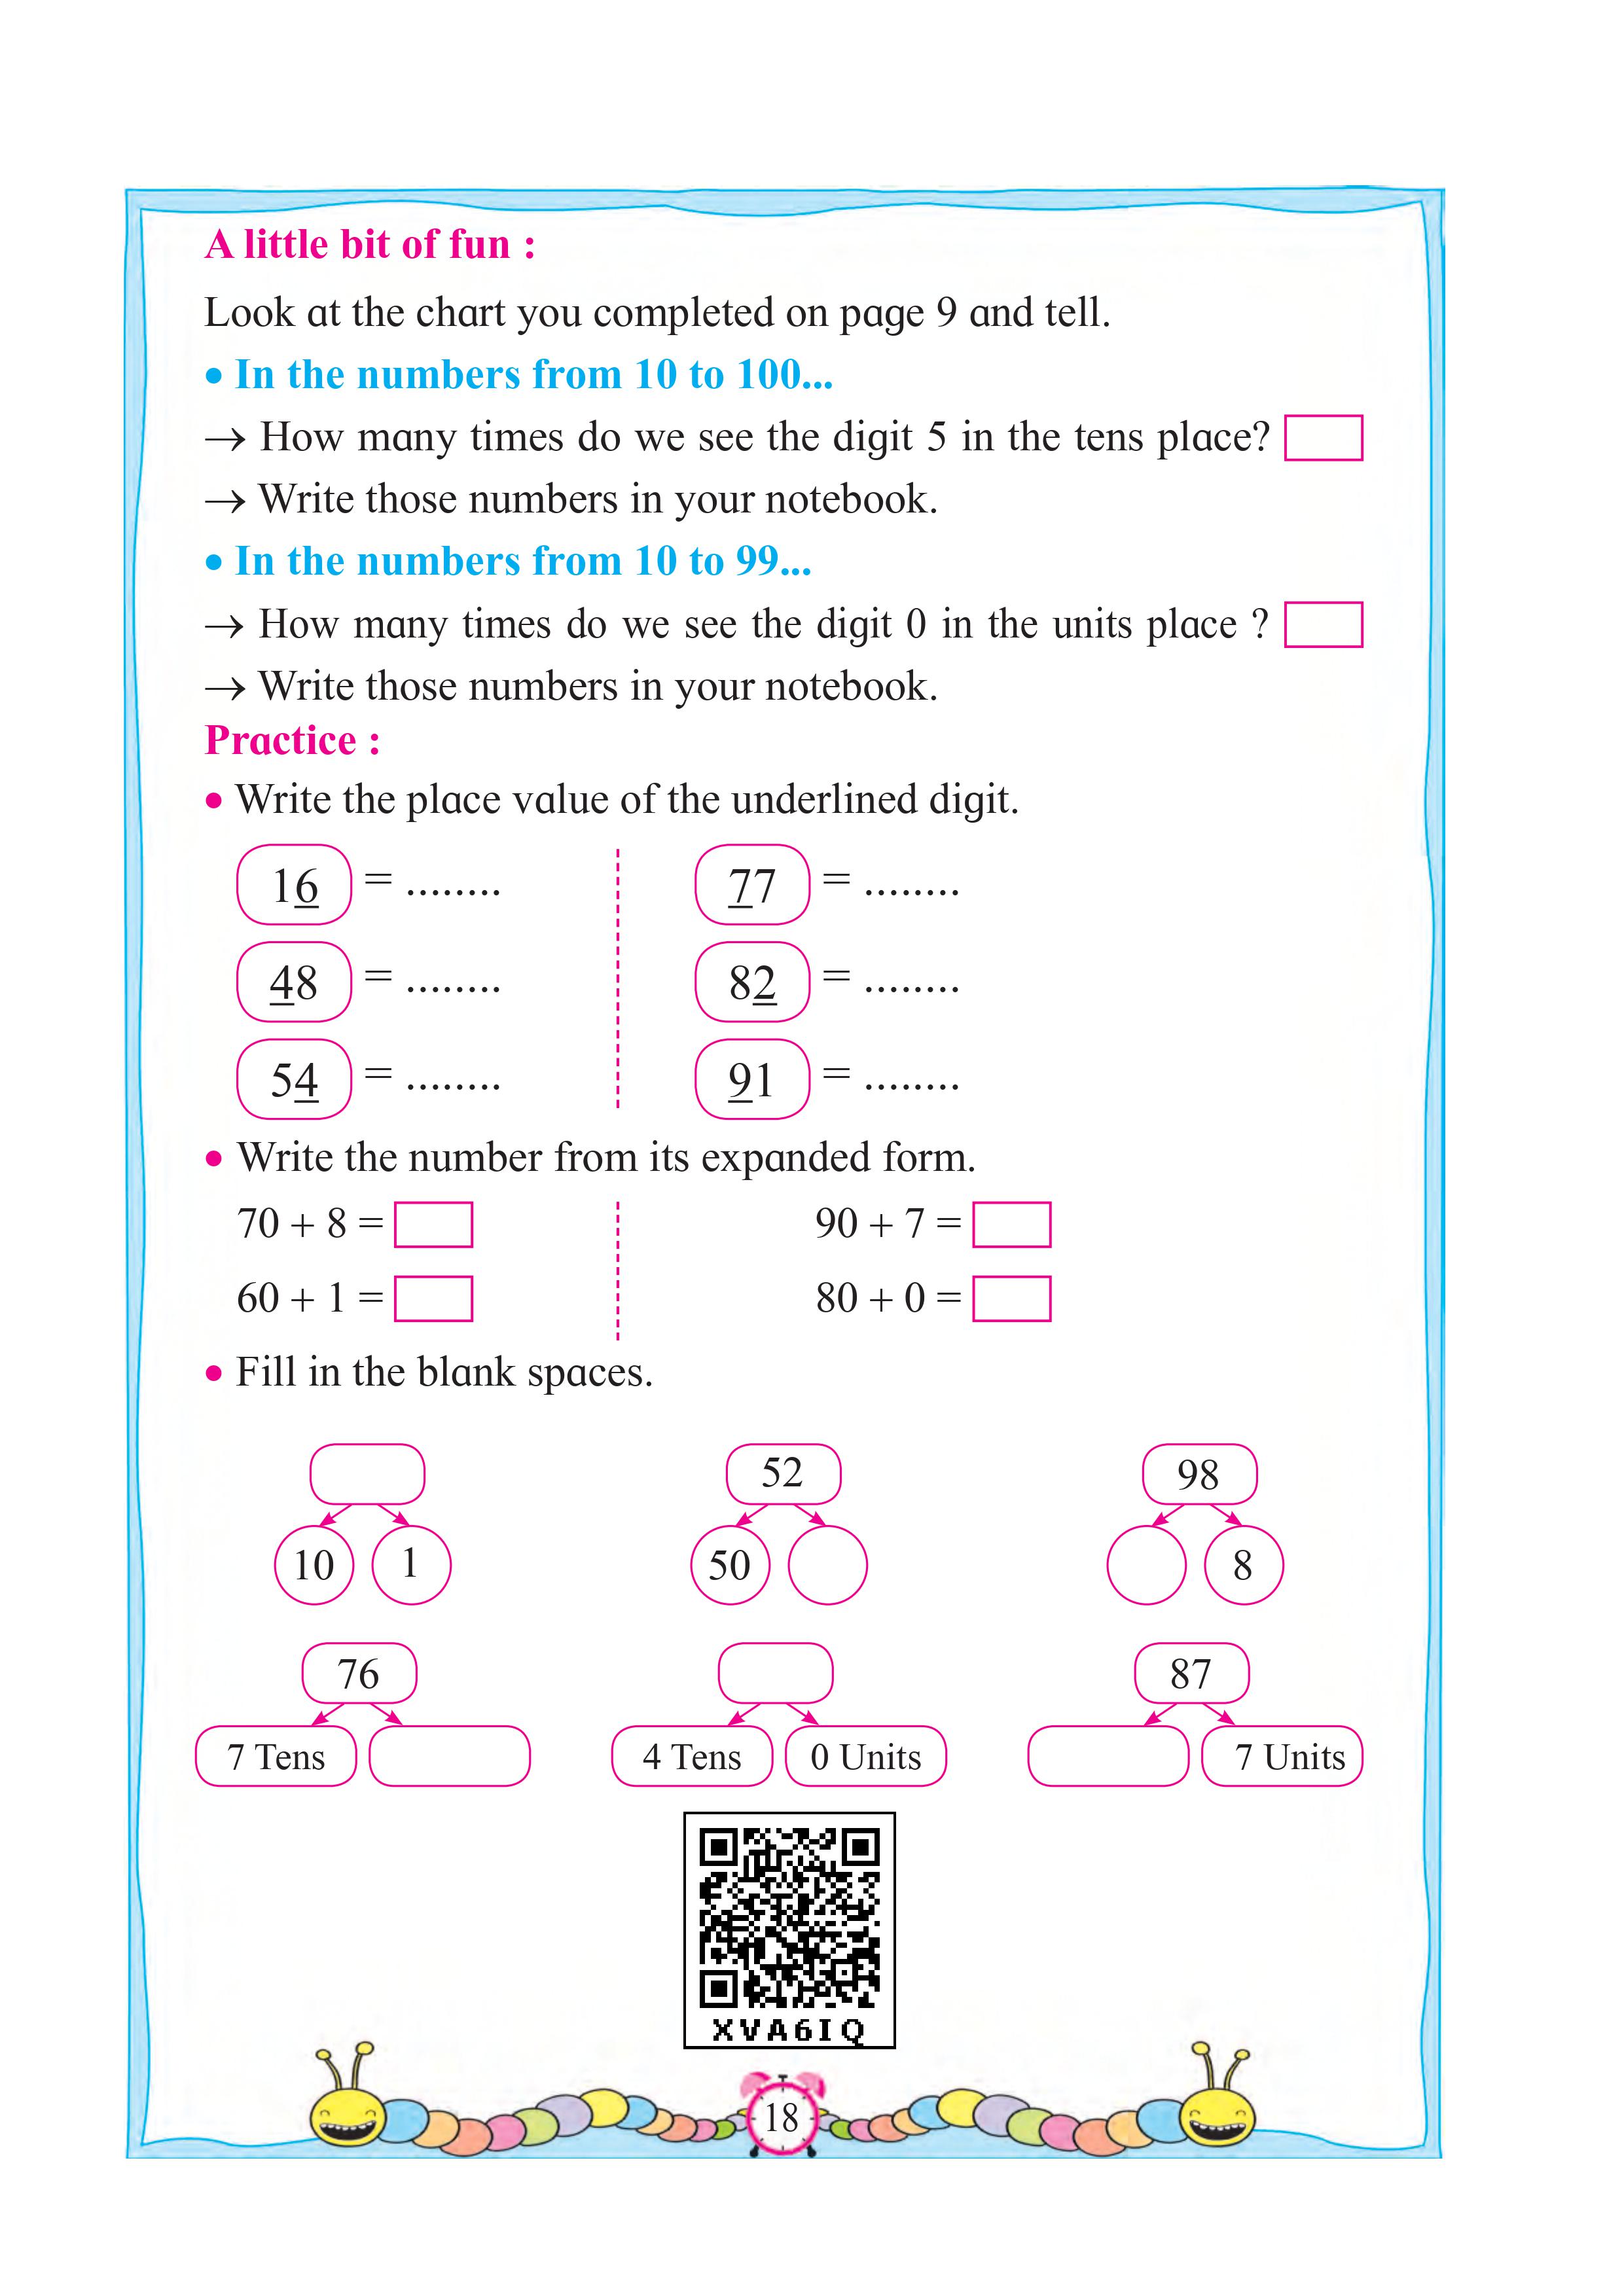 A little bit of fun :
Look at the chart you completed on page 9 and tell.
• In the numbers from 10 to 100...
→ How many times do we see the digit 5 in the tens place?
→ Write those numbers in your notebook.
• In the numbers from 10 to 99...
→ How many times do we see the digit 0 in the units place ?
→ Write those numbers in your notebook.
Practice :
• Write the place value of the underlined digit.
16 = ........ 77 = ........
48 = ........ 82 = ........
54 = ........ 91 = ........
• Write the number from its expanded form.
70 + 8 = 90 + 7 =
60 + 1 = 80 + 0 =
• Fill in the blank spaces.
52 98
10 1 50 8
76 87
7 Tens 4 Tens 0 Units 7 Units
XVA6IQ
18